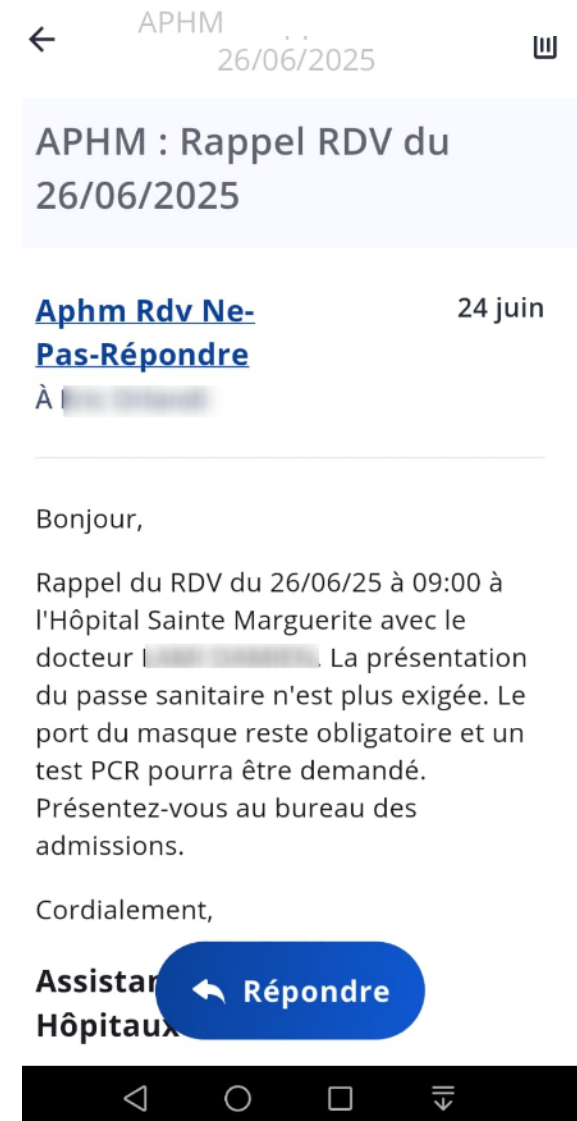 APHM
26/06/2025
APHM : Rappel RDV du
26/06/2025
Aphm Rdv Ne-
Pas-Répondre
24 juin
À
Bonjour,
Rappel du RDV du 26/06/25 à 09:00 à
l'Hôpital Sainte Marguerite avec le
docteur . La présentation
du passe sanitaire n'est plus exigée. Le
port du masque reste obligatoire et un
test PCR pourra être demandé.
Présentez-vous au bureau des
admissions.
Cordialement,
Assistan
Répondre
Hôpitaux